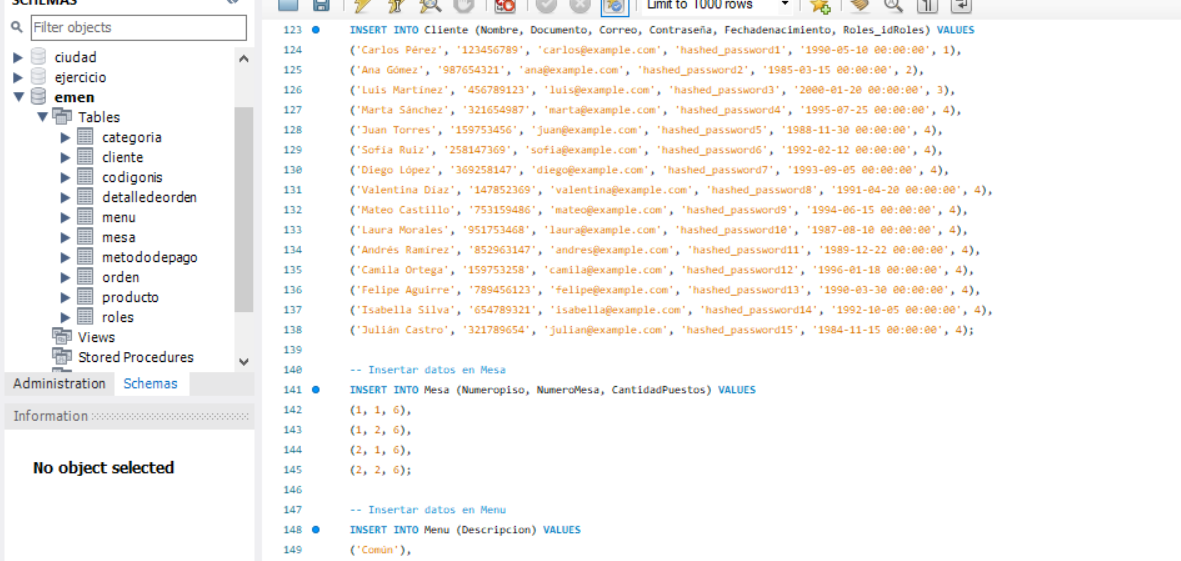 SCHEMAS
Filter objects
ciudad
ejercicio
emen
Tables
categoria
cliente
codigonis
detalledeorden
menu
mesa
metododepago
orden
producto
roles
Views
Stored Procedures
Administration Schemas
Information
No object selected
Limit to 1000 rows
123 INSERT INTO Cliente (Nombre, Documento, Correo, Contraseña, Fechadenacimiento, Roles_idRoles) VALUES
124 ('Carlos Pérez', '123456789', 'carlos@example.com', 'hashed_password1', '1990-05-10 00:00:00', 1),
125 ('Ana Gómez', '987654321', 'ana@example.com', 'hashed_password2', '1985-03-15 00:00:00', 2),
126 ('Luis Martínez', '456789123', 'luis@example.com', 'hashed_password3', '2000-01-20 00:00:00', 3),
127 ('Marta Sánchez', '321654987', 'marta@example.com', 'hashed_password4', '1995-07-25 00:00:00', 4),
128 ('Juan Torres', '159753456', 'juan@example.com', 'hashed_password5', '1988-11-30 00:00:00', 4),
129 ('Sofía Ruiz', '258147369', 'sofia@example.com', 'hashed_password6', '1992-02-12 00:00:00', 4),
130 ('Diego López', '369258147', 'diego@example.com', 'hashed_password7', '1993-09-05 00:00:00', 4),
131 ('Valentina Díaz', '147852369', 'valentina@example.com', 'hashed_password8', '1991-04-20 00:00:00', 4),
132 ('Mateo Castillo', '753159486', 'mateo@example.com', 'hashed_password9', '1994-06-15 00:00:00', 4),
133 ('Laura Morales', '951753468', 'laura@example.com', 'hashed_password10', '1987-08-10 00:00:00', 4),
134 ('Andrés Ramírez', '852963147', 'andres@example.com', 'hashed_password11', '1989-12-22 00:00:00', 4),
135 ('Camila Ortega', '159753258', 'camila@example.com', 'hashed_password12', '1996-01-18 00:00:00', 4),
136 ('Felipe Aguirre', '789456123', 'felipe@example.com', 'hashed_password13', '1990-03-30 00:00:00', 4),
137 ('Isabella Silva', '654789321', 'isabella@example.com', 'hashed_password14', '1992-10-05 00:00:00', 4),
138 ('Julián Castro', '321789654', 'julian@example.com', 'hashed_password15', '1984-11-15 00:00:00', 4);
139
140 -- Insertar datos en Mesa
141 INSERT INTO Mesa (Numeropiso, NumeroMesa, CantidadPuestos) VALUES
142 (1, 1, 6),
143 (1, 2, 6),
144 (2, 1, 6),
145 (2, 2, 6);
146
147 -- Insertar datos en Menu
148 INSERT INTO Menu (Descripcion) VALUES
149 ('Común'),